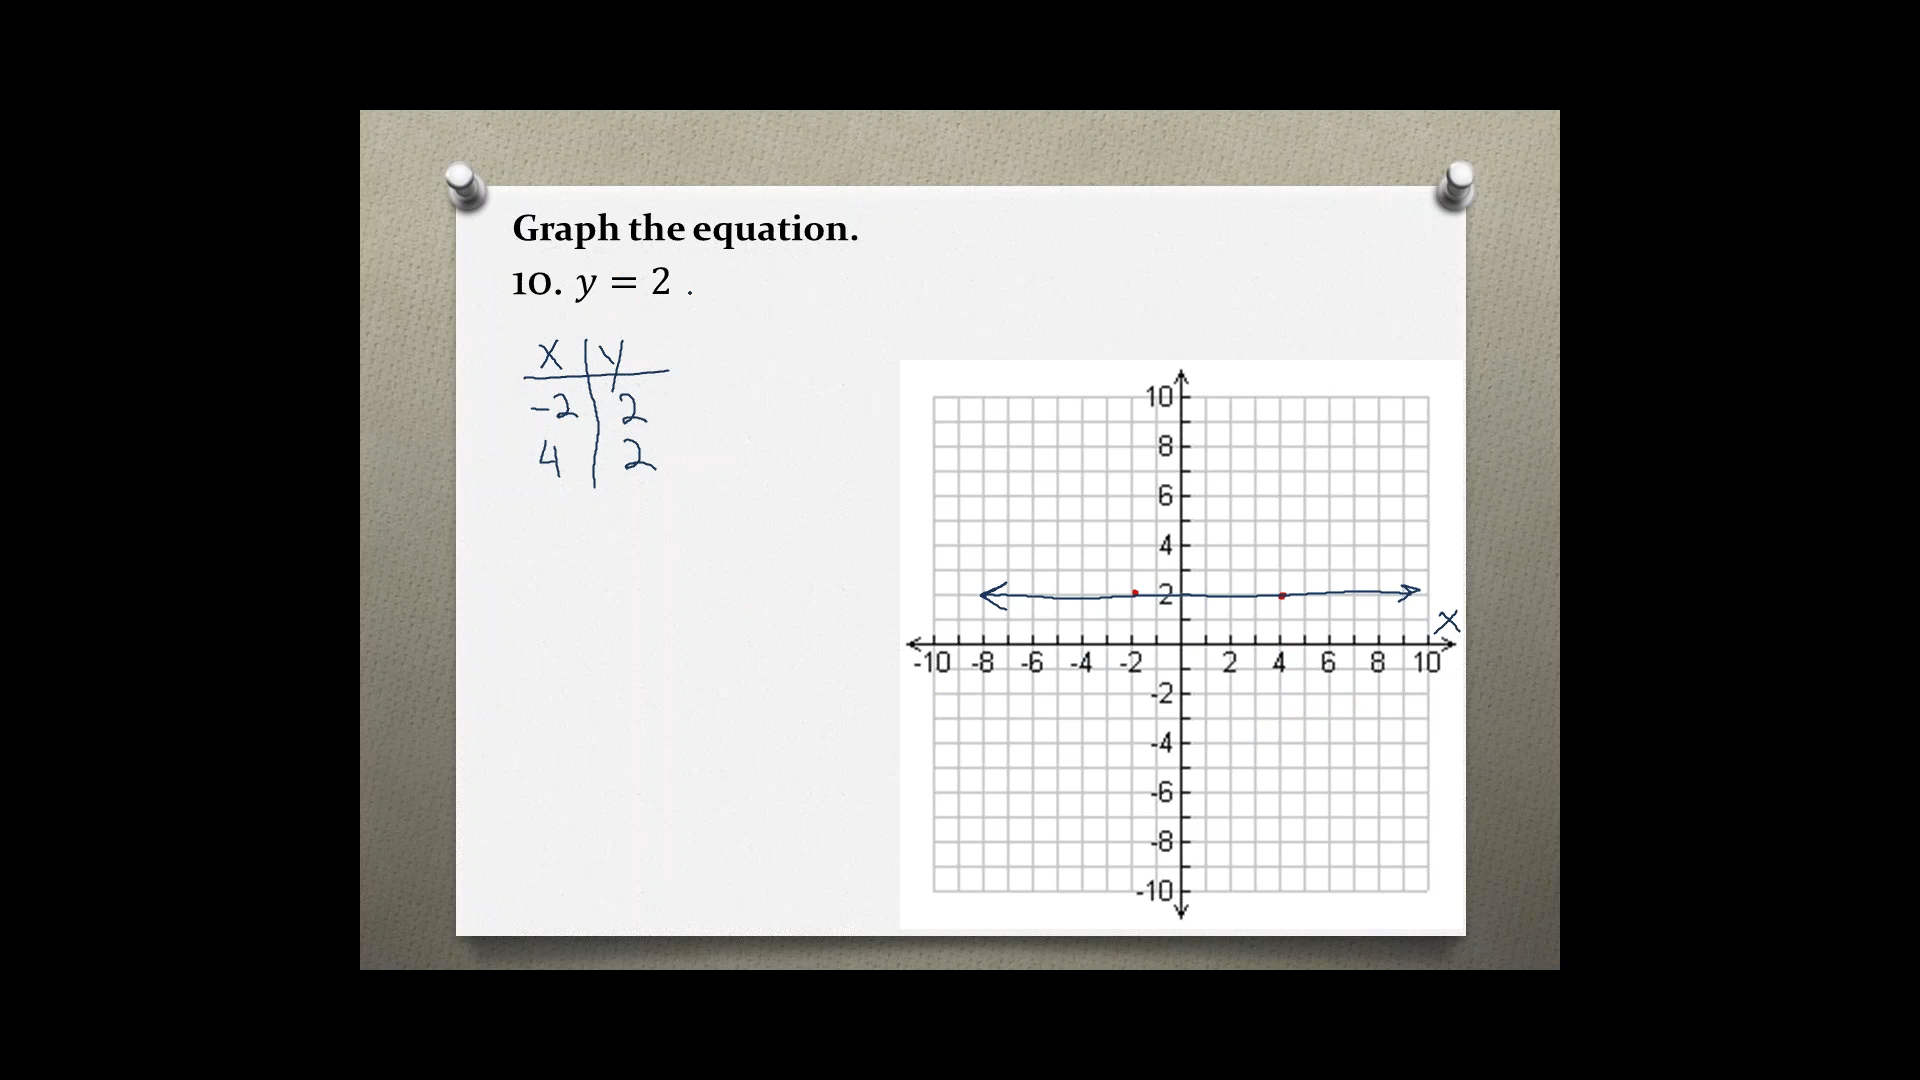 Graph the equation.
10. y = 2 .
x y
-2 2
4 2
10
8
6
4
2
x
-10 -8 -6 -4 -2 2 4 6 8 10
-2
-4
-6
-8
-10